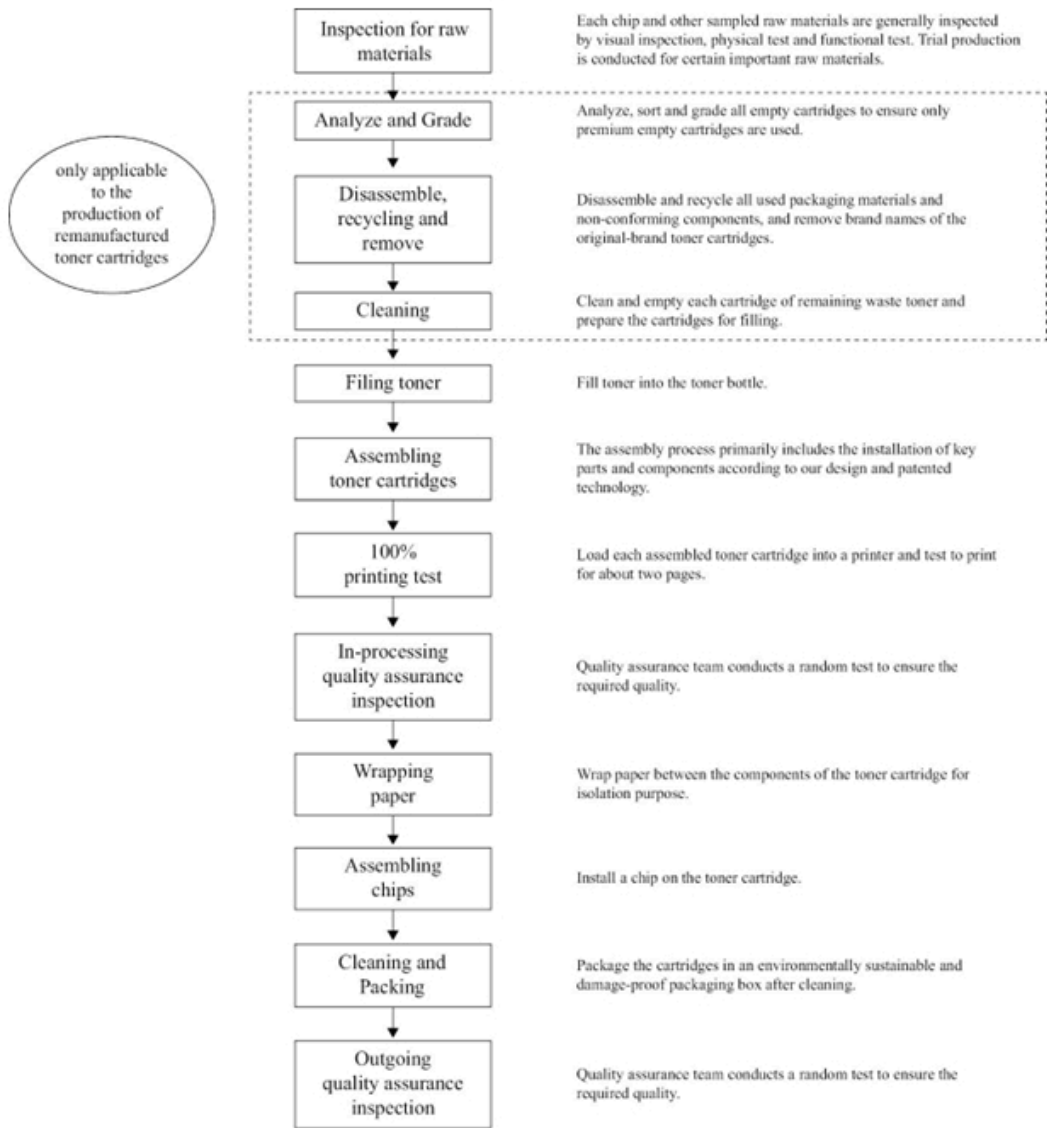 Inspection for raw
materials
Each chip and other sampled raw materials are generally inspected
by visual inspection, physical test and functional test. Trial production
is conducted for certain important raw materials.
only applicable
to the
production of
remanufactured
toner cartridges
Analyze and Grade
Analyze, sort and grade all empty cartridges to ensure only
premium empty cartridges are used.
Disassemble,
recycling and
remove
Disassemble and recycle all used packaging materials and
non-conforming components, and remove brand names of the
original-brand toner cartridges.
Cleaning
Clean and empty each cartridge of remaining waste toner and
prepare the cartridges for filling.
Filing toner
Fill toner into the toner bottle.
Assembling
toner cartridges
The assembly process primarily includes the installation of key
parts and components according to our design and patented
technology.
100%
printing test
Load each assembled toner cartridge into a printer and test to print
for about two pages.
In-processing
quality assurance
inspection
Quality assurance team conducts a random test to ensure the
required quality.
Wrapping
paper
Wrap paper between the components of the toner cartridge for
isolation purpose.
Assembling
chips
Install a chip on the toner cartridge.
Cleaning and
Packing
Package the cartridges in an environmentally sustainable and
damage-proof packaging box after cleaning.
Outgoing
quality assurance
inspection
Quality assurance team conducts a random test to ensure the
required quality.